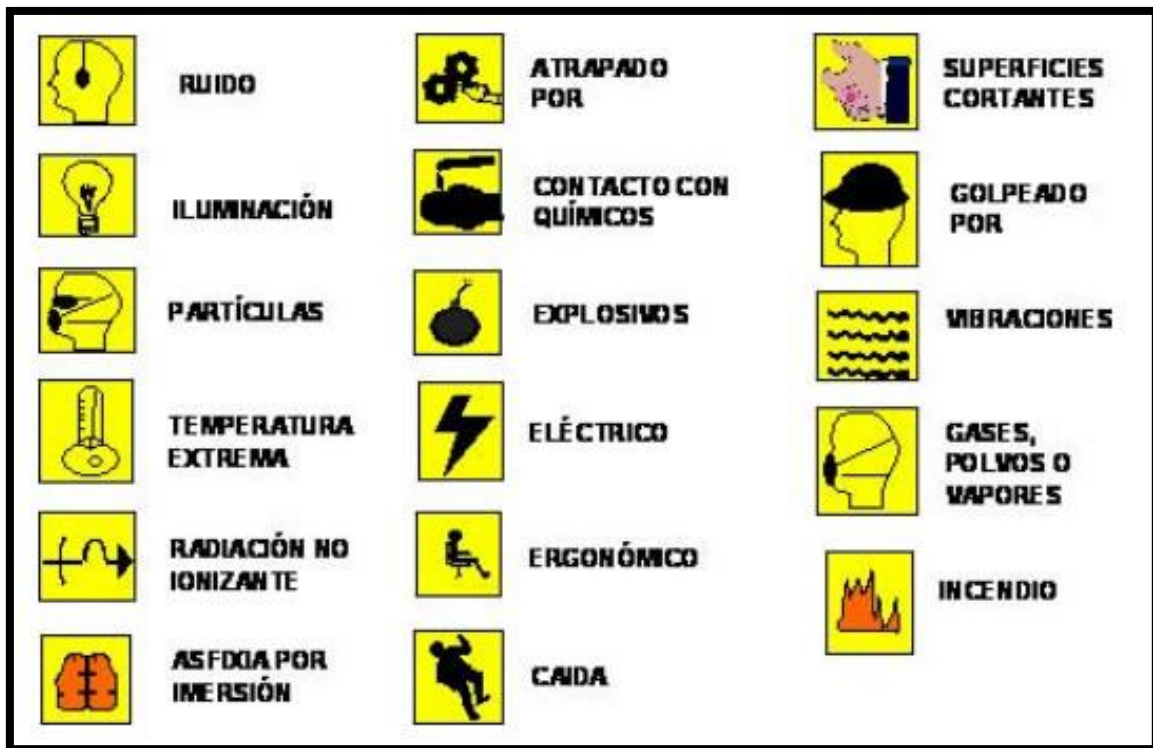 RUIDO
ILUMINACIÓN
PARTÍCULAS
TEMPERATURA
EXTREMA
RADIACIÓN NO
IONIZANTE
ASFIXIA POR
IMERSIÓN
ATRAPADO
POR
CONTACTO CON
QUÍMICOS
EXPLOSIVOS
ELÉCTRICO
ERGONÓMICO
CAIDA
SUPERFICIES
CORTANTES
GOLPEADO
POR
VIBRACIONES
GASES,
POLVOS O
VAPORES
INCENDIO